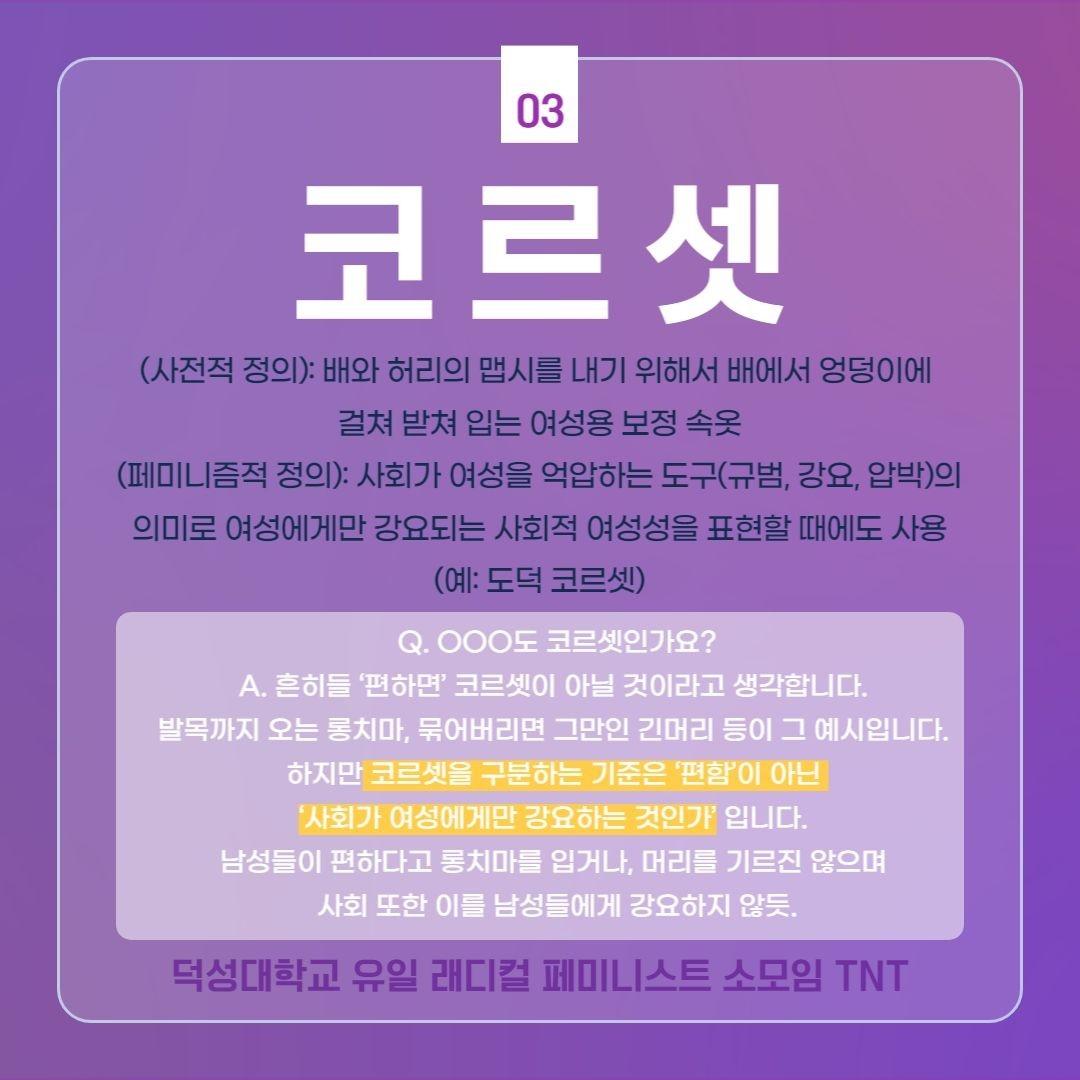 03
코르셋
(사전적 정의): 배와 허리의 맵시를 내기 위해서 배에서 엉덩이에
걸쳐 받쳐 입는 여성용 보정 속옷
(페미니즘적 정의): 사회가 여성을 억압하는 도구(규범, 강요, 압박)의
의미로 여성에게만 강요되는 사회적 여성성을 표현할 때에도 사용
(예: 도덕 코르셋)
Q. ○○○도 코르셋인가요?
A. 흔히들 ‘편하면’ 코르셋이 아닐 것이라고 생각합니다.
발목까지 오는 롱치마, 묶어버리면 그만인 긴머리 등이 그 예시입니다.
하지만 코르셋을 구분하는 기준은 ‘편함’이 아닌
‘사회가 여성에게만 강요하는 것인가’ 입니다.
남성들이 편하다고 롱치마를 입거나, 머리를 기르진 않으며
사회 또한 이를 남성들에게 강요하지 않듯.
덕성대학교 유일 래디컬 페미니스트 소모임 TNT